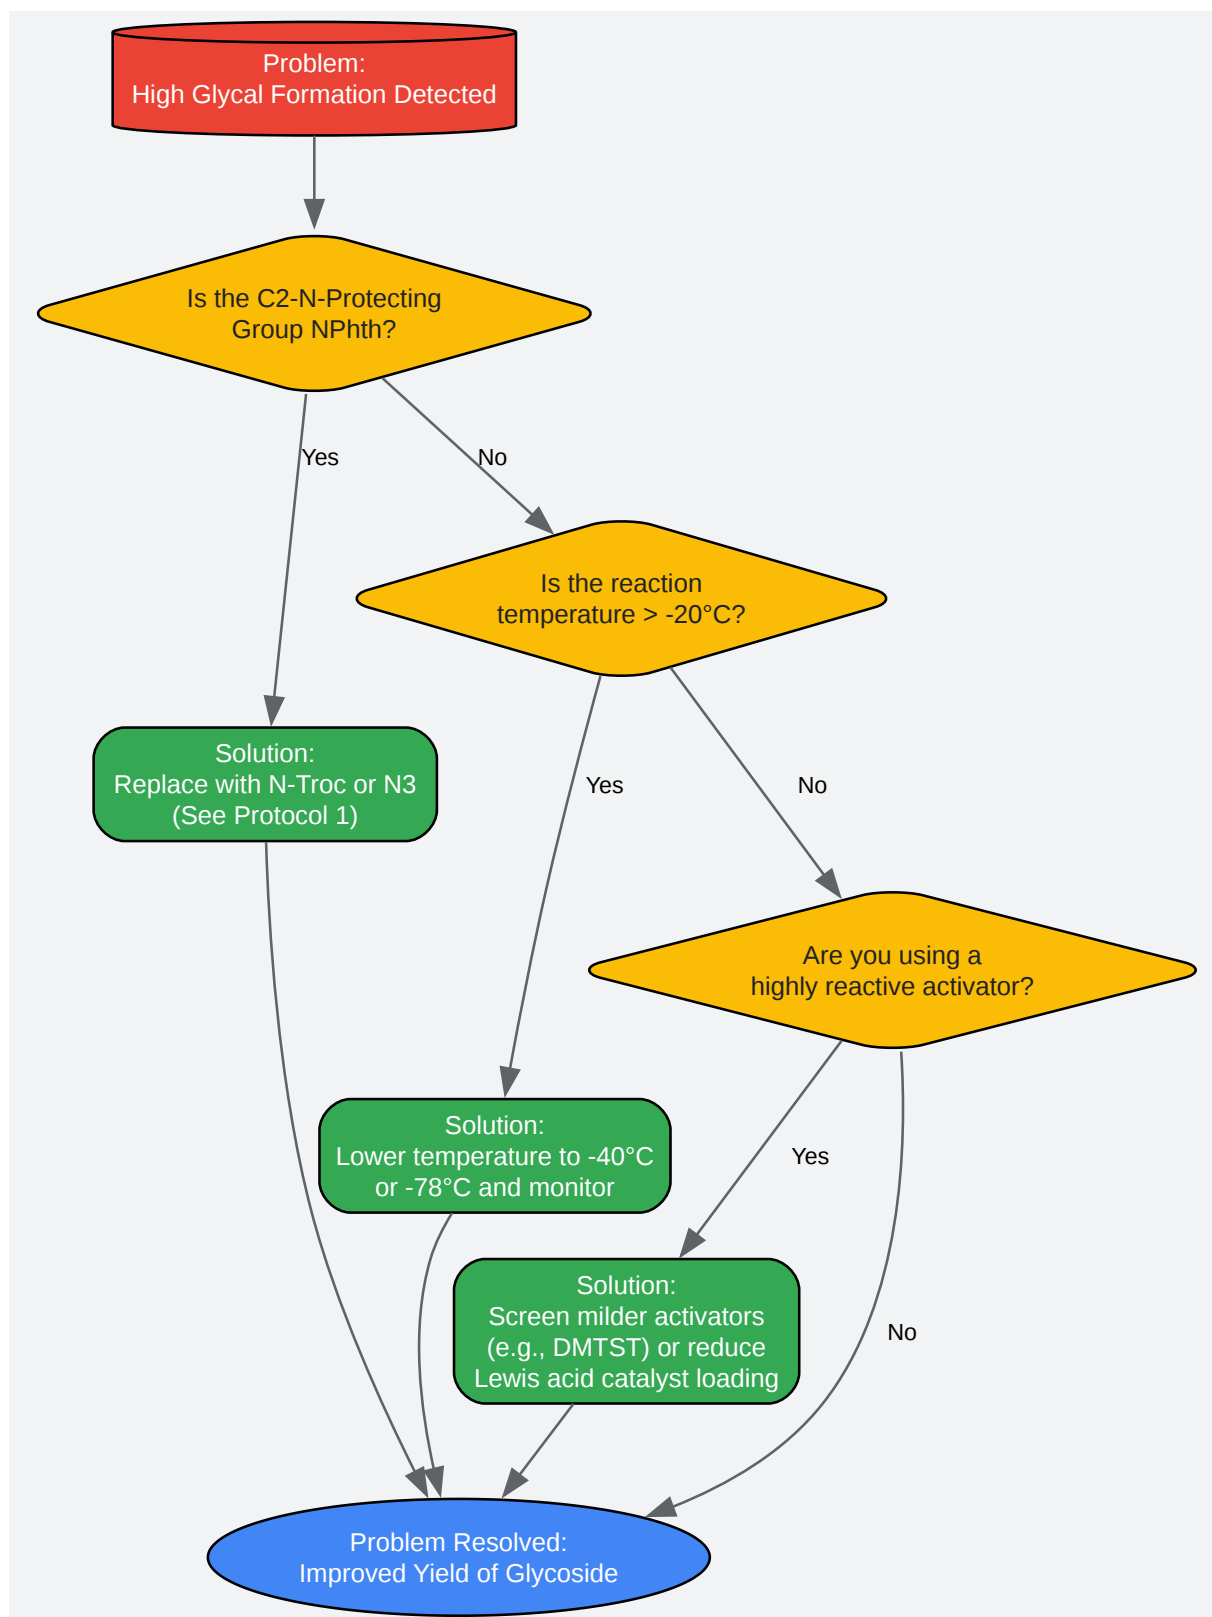 Problem:
High Glycal Formation Detected
Is the C2-N-Protecting
Group NPhth?
Yes
No
Is the reaction
temperature > -20°C?
Solution:
Replace with N-Troc or N3
(See Protocol 1)
Yes
No
Are you using a
highly reactive activator?
Solution:
Lower temperature to -40°C
or -78°C and monitor
Yes
Solution:
Screen milder activators
(e.g., DMTST) or reduce
Lewis acid catalyst loading
No
Problem Resolved:
Improved Yield of Glycoside